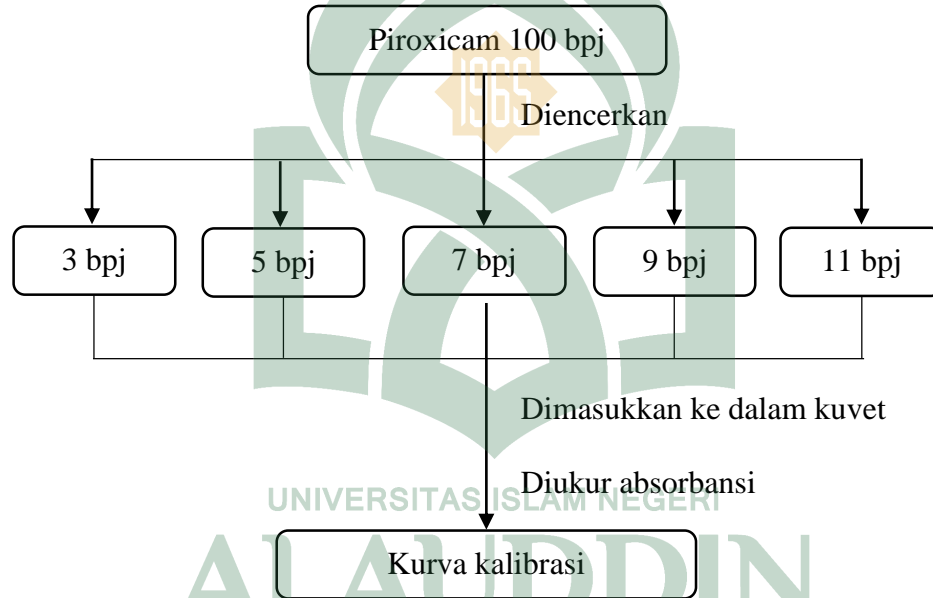 Piroxicam 100 bpj
1965
Diencerkan
3 bpj
5 bpj
7 bpj
9 bpj
11 bpj
Dimasukkan ke dalam kuvet
Diukur absorbansi
UNIVERSITAS ISLAM NEGERI
Kurva kalibrasi
ALAUDDIN